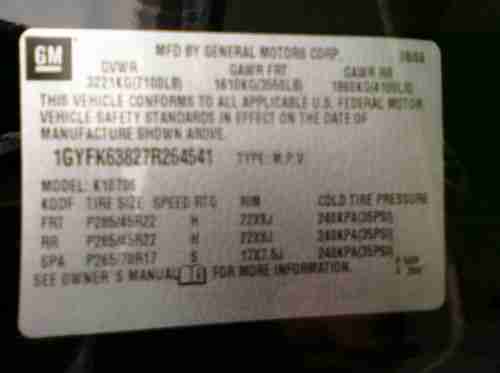 GM MFD BY GENERAL MOTORS CORP.
GVWR GAWR FRT GAWR RR
3221KG(7100LB) 1610KG(3550LB) 1860KG(4100LB)
THIS VEHICLE CONFORMS TO ALL APPLICABLE U.S. FEDERAL MOTOR
VEHICLE SAFETY STANDARDS IN EFFECT ON THE DATE OF
MANUFACTURE SHOWN ABOVE.
1GYFK63827R264541 TYPE: M.P.V.
MODEL:
TIRE SIZE SPEED RTG RIM COLD TIRE PRESSURE
FRT P285/45R22 H 22X9J 240KPA(35PSI)
RR P285/45R22 H 22X9J 240KPA(35PSI)
SPA P265/70R17 S 17X7.5J 240KPA(35PSI)
SEE OWNER'S MANUAL FOR MORE INFORMATION.